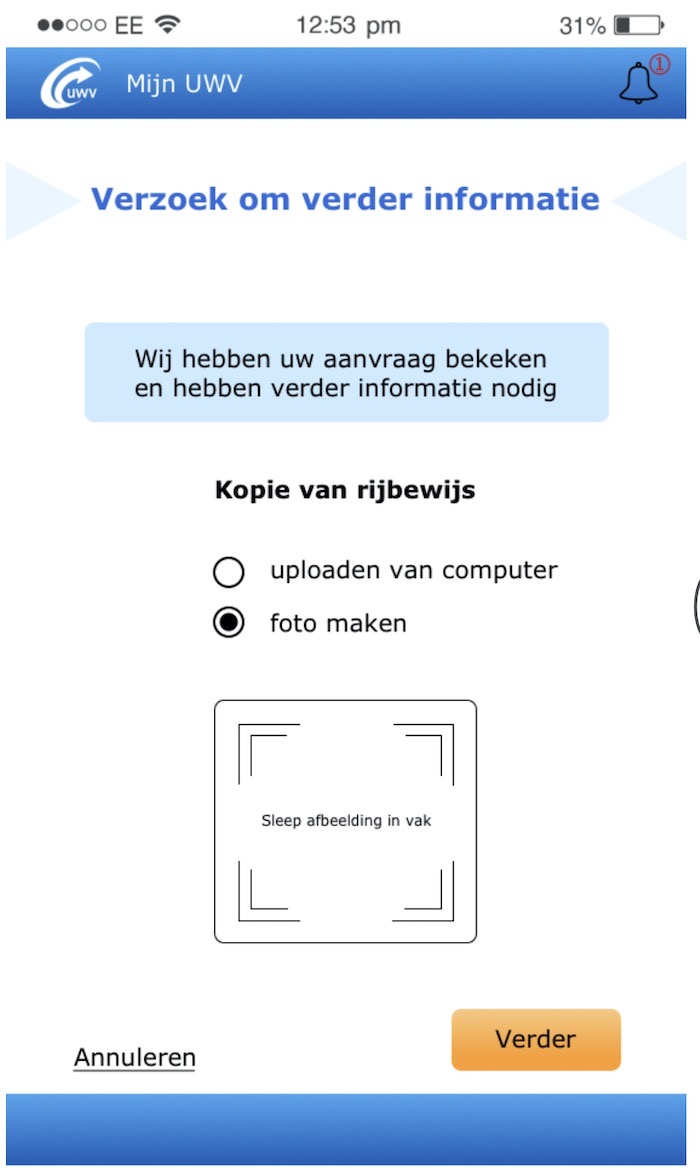 EE 12:53 pm 31%
uwv Mijn UWV 1
Verzoek om verder informatie
Wij hebben uw aanvraag bekeken
en hebben verder informatie nodig
Kopie van rijbewijs
uploaden van computer
foto maken
Sleep afbeelding in vak
Verder
Annuleren